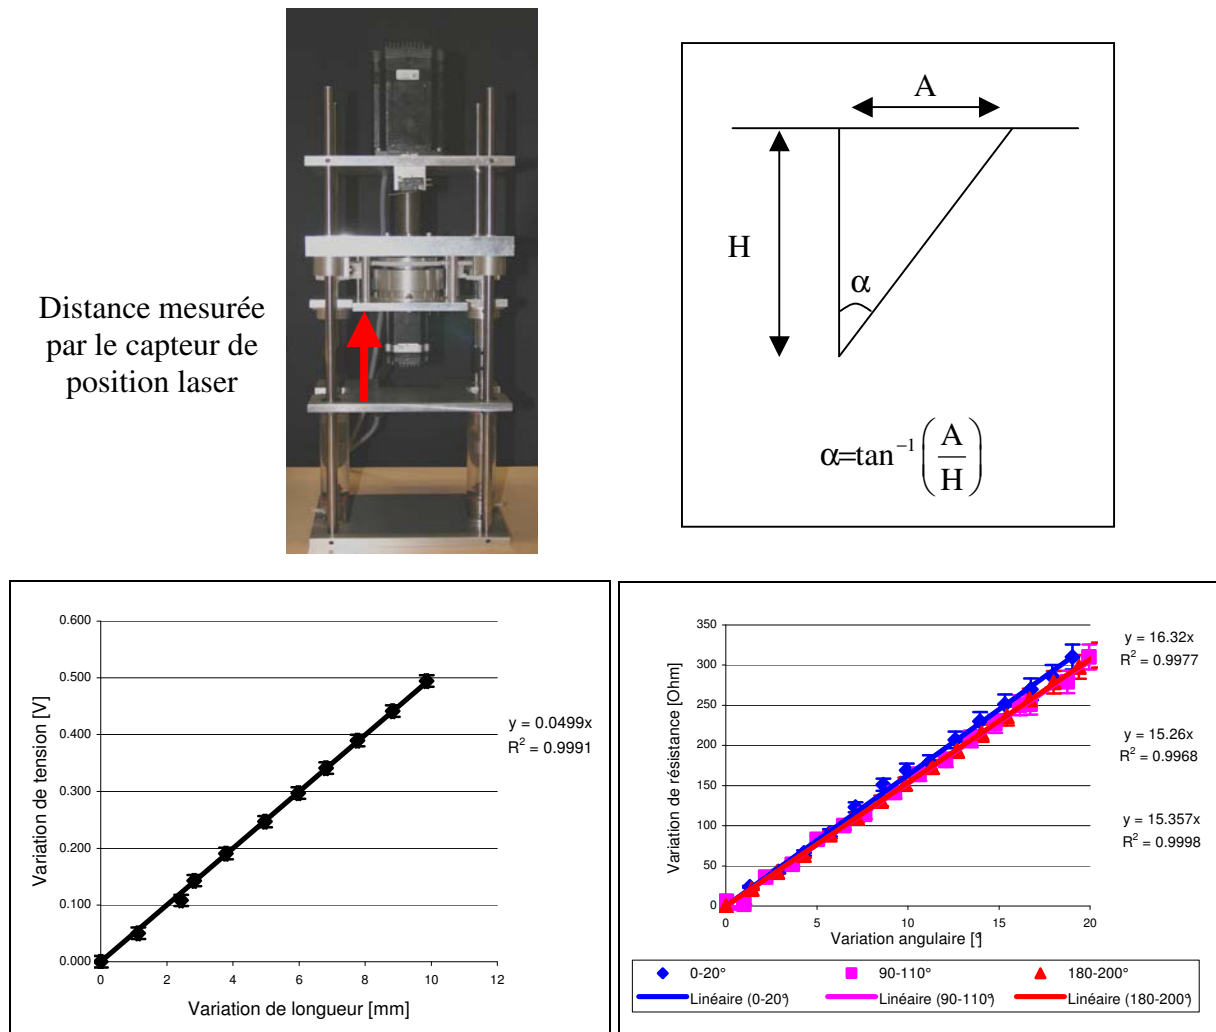 Distance mesurée
par le capteur de
position laser
A
H
α
α=tan⁻¹(A/H)
0.600
0.500
0.400
0.300
0.200
0.100
0.000
0 2 4 6 8 10 12
Variation de tension [V]
Variation de longueur [mm]
y = 0.0499x
R² = 0.9991
350
300
250
200
150
100
50
0
0 5 10 15 20
Variation de résistance [Ohm]
Variation angulaire [°]
y = 16.32x
R² = 0.9977
y = 15.26x
R² = 0.9968
y = 15.357x
R² = 0.9998
0-20° 90-110° 180-200°
Linéaire (0-20°) Linéaire (90-110°) Linéaire (180-200°)